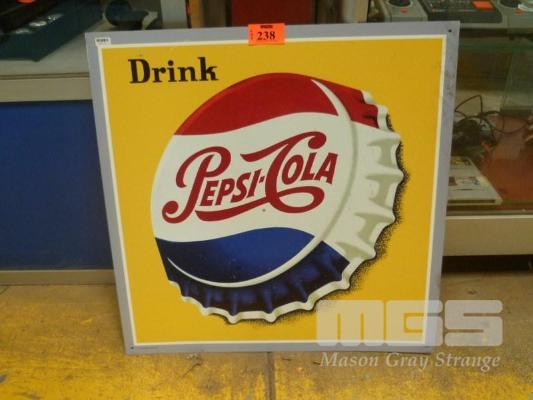 238
Drink
PEPSI-COLA
MGS
Mason Gray Strange